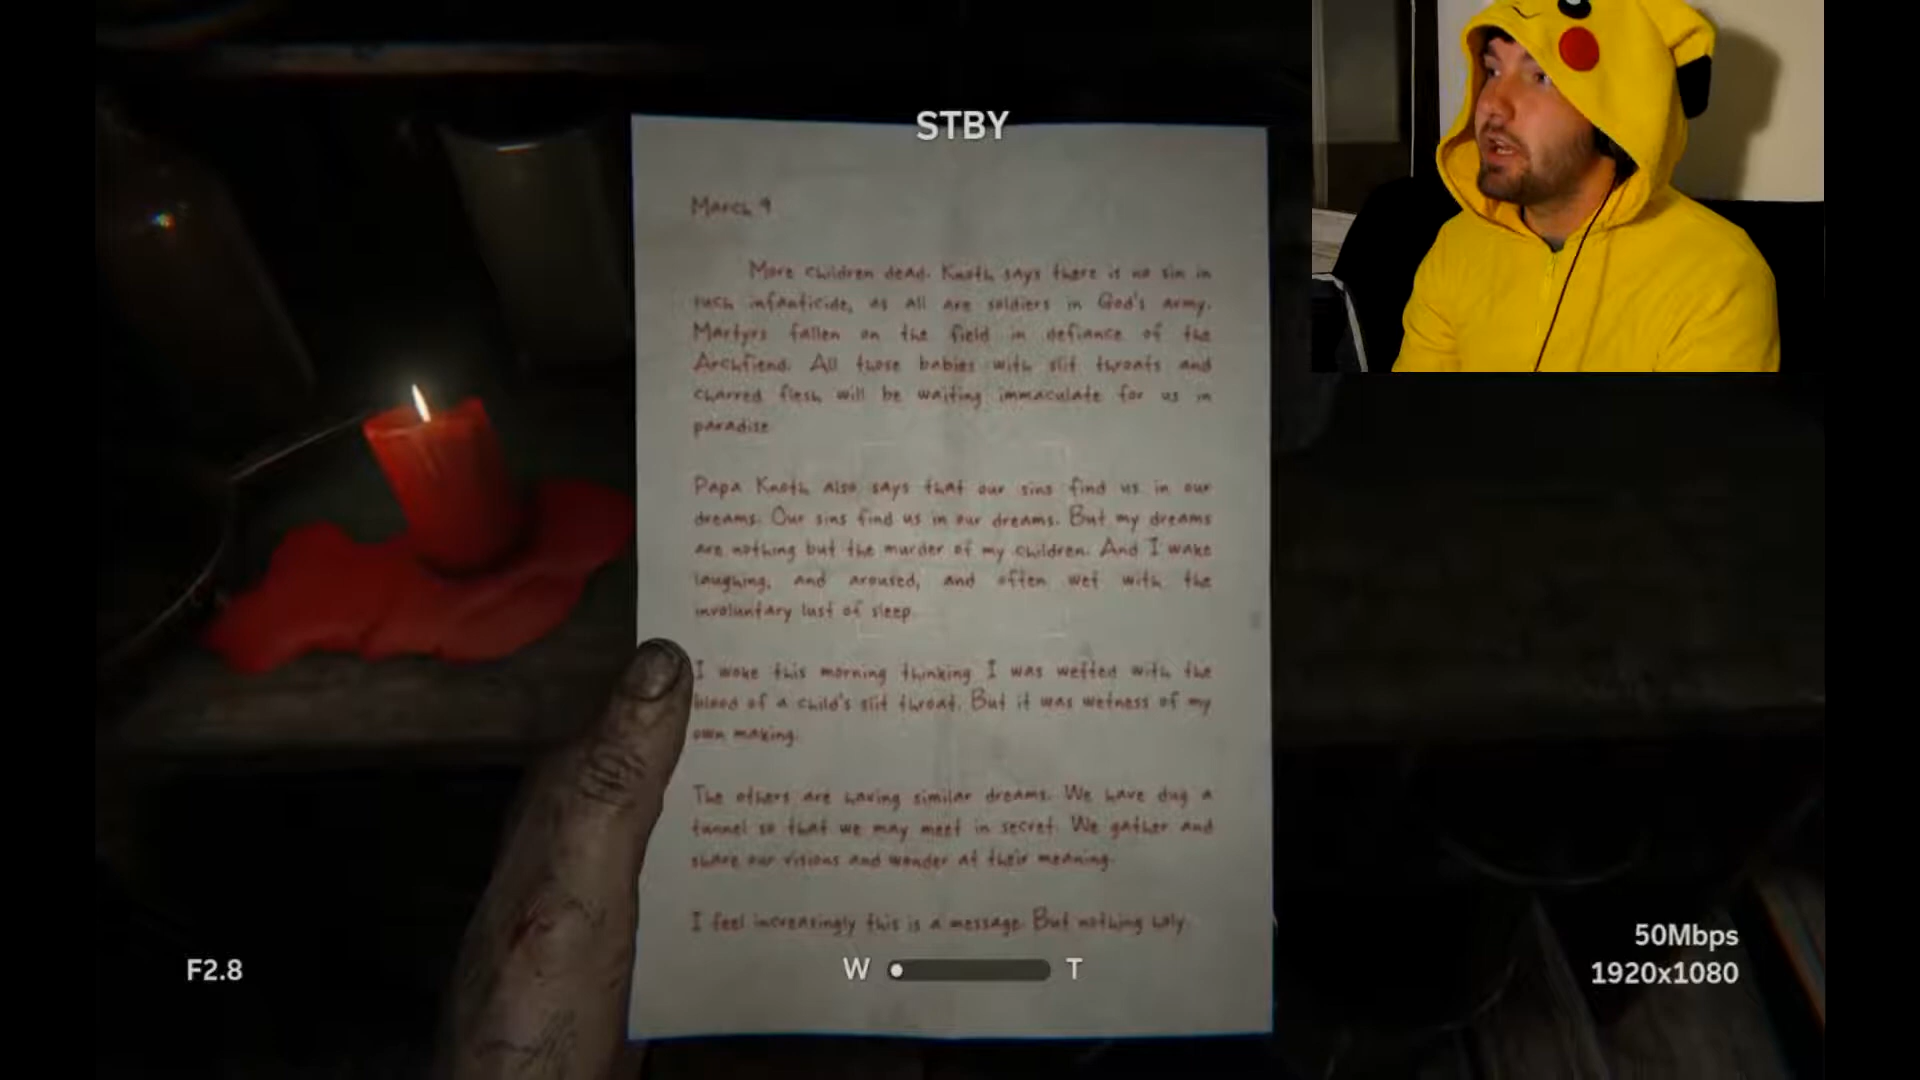 STBY
March 9
More children dead. Knoth says there is no sin in
such infanticide, as all are soldiers in God's army.
Martyrs fallen on the field in defiance of the
Archfiend. All those babies with slit throats and
charred flesh will be waiting immaculate for us in
paradise.
Papa Knoth also says that our sins find us in our
dreams. Our sins find us in our dreams. But my dreams
are nothing but the murder of my children. And I wake
laughing, and aroused, and often wet with the
involuntary lust of sleep.
I woke this morning thinking I was wetted with the
blood of a child's slit throat. But it was wetness of my
own making.
The others are having similar dreams. We have dug a
tunnel so that we may meet in secret. We gather and
share our visions and wonder at their meaning.
I feel increasingly this is a message. But nothing holy.
F2.8
W T
50Mbps
1920x1080